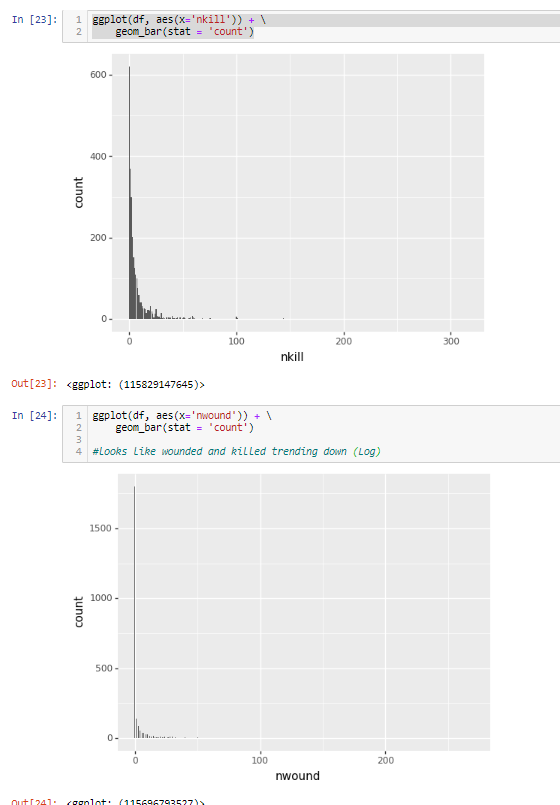 In [23]:
1 ggplot(df, aes(x='nkill')) + \
2 geom_bar(stat = 'count')
600
400
200
0
count
0 100 200 300
nkill
Out[23]: <ggplot: (115829147645)>
In [24]:
1 ggplot(df, aes(x='nwound')) + \
2 geom_bar(stat = 'count')
3
4 #looks like wounded and killed trending down (Log)
1500
1000
500
0
count
0 100 200
nwound
Out[24]: <ggplot: (115696793527)>